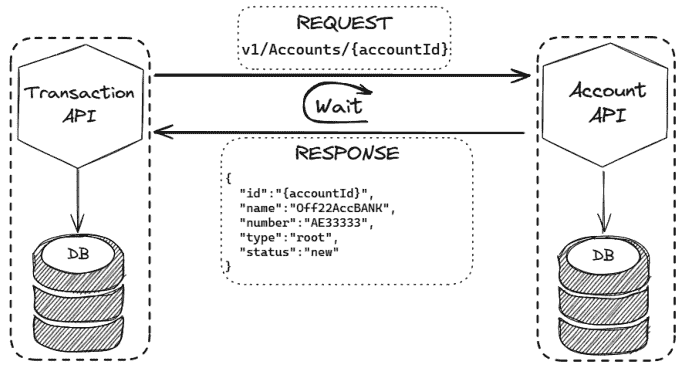 REQUEST
v1/Accounts/{accountId}
Transaction
API
Wait
Account
API
RESPONSE
{
"id":"{accountId}",
"name":"Off22AccBANK",
"number":"AE33333",
"type":"root",
"status":"new"
}
DB
DB